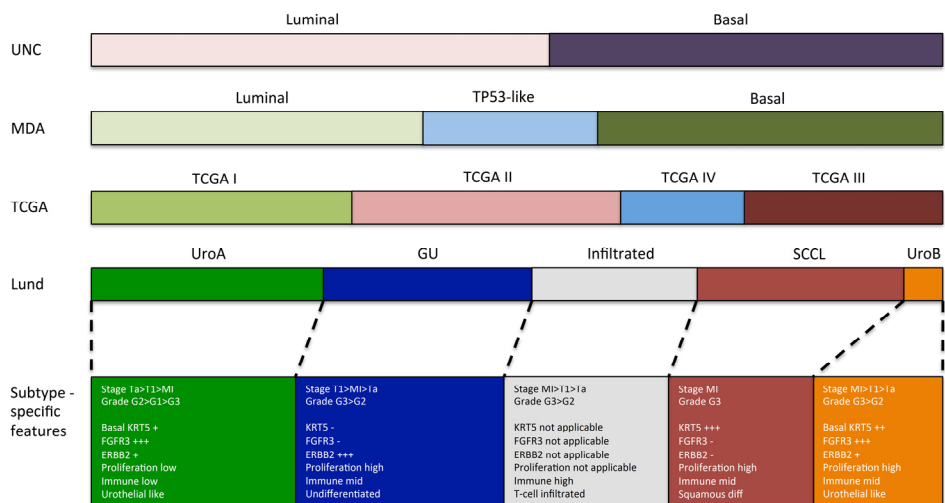 Luminal Basal
UNC
Luminal TP53-like Basal
MDA
TCGA I TCGA II TCGA IV TCGA III
TCGA
UroA GU Infiltrated SCCL UroB
Lund
Subtype -
specific
features
Stage Ta>T1>MI
Grade G2>G1>G3
Basal KRT5 +
FGFR3 +++
ERBB2 +
Proliferation low
Immune low
Urothelial like
Stage T1>MI>Ta
Grade G3>G2
KRT5 -
FGFR3 -
ERBB2 +++
Proliferation high
Immune mid
Undifferentiated
Stage MI>T1>Ta
Grade G3>G2
KRT5 not applicable
FGFR3 not applicable
ERBB2 not applicable
Proliferation not applicable
Immune high
T-cell infiltrated
Stage MI
Grade G3
KRT5 +++
FGFR3 -
ERBB2 -
Proliferation high
Immune mid
Squamous diff
Stage MI>T1>Ta
Grade G3>G2
Basal KRT5 ++
FGFR3 +++
ERBB2 +
Proliferation high
Immune mid
Urothelial like